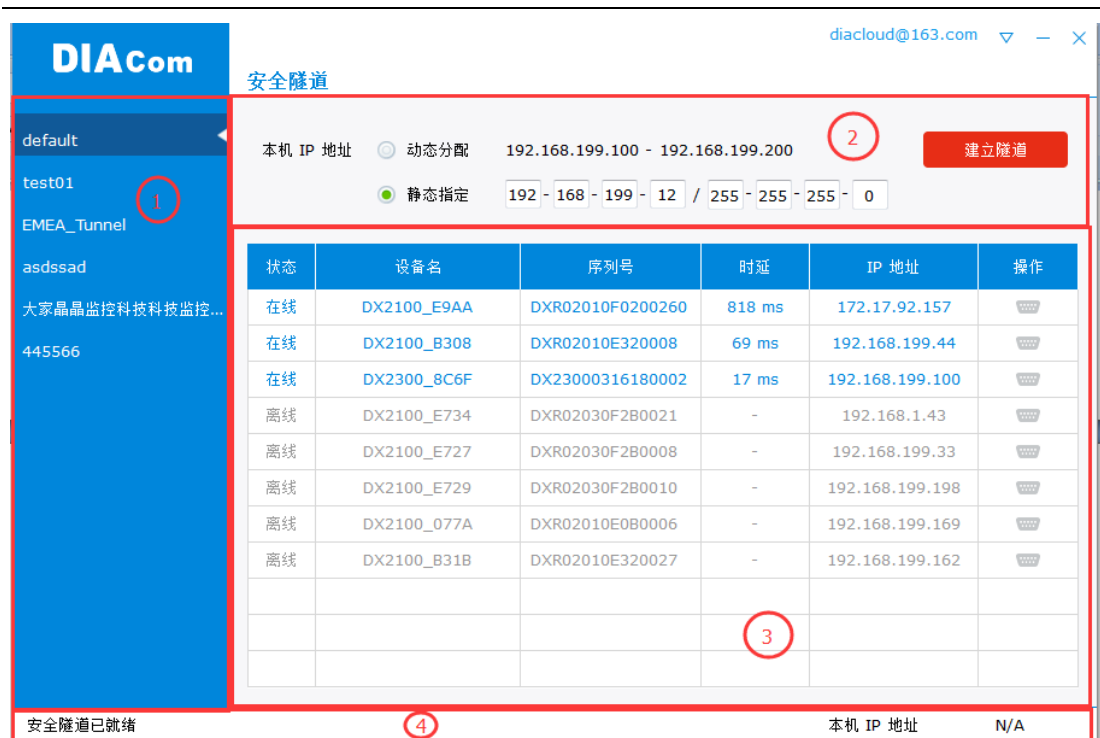 DIACom
diacloud@163.com
安全隧道
default
test01
EMEA_Tunnel
asdssad
大家晶晶监控科技科技监控...
445566
1
本机 IP 地址 动态分配 192.168.199.100 - 192.168.199.200
2
建立隧道
静态指定 192 - 168 - 199 - 12 / 255 - 255 - 255 - 0
状态 设备名 序列号 时延 IP 地址 操作
在线 DX2100_E9AA DXR02010F0200260 818 ms 172.17.92.157
在线 DX2100_B308 DXR02010E320008 69 ms 192.168.199.44
在线 DX2300_8C6F DX23000316180002 17 ms 192.168.199.100
离线 DX2100_E734 DXR02030F2B0021 - 192.168.1.43
离线 DX2100_E727 DXR02030F2B0008 - 192.168.199.33
离线 DX2100_E729 DXR02030F2B0010 - 192.168.199.198
离线 DX2100_077A DXR02010E0B0006 - 192.168.199.169
离线 DX2100_B31B DXR02010E320027 - 192.168.199.162
3
安全隧道已就绪 4 本机 IP 地址 N/A